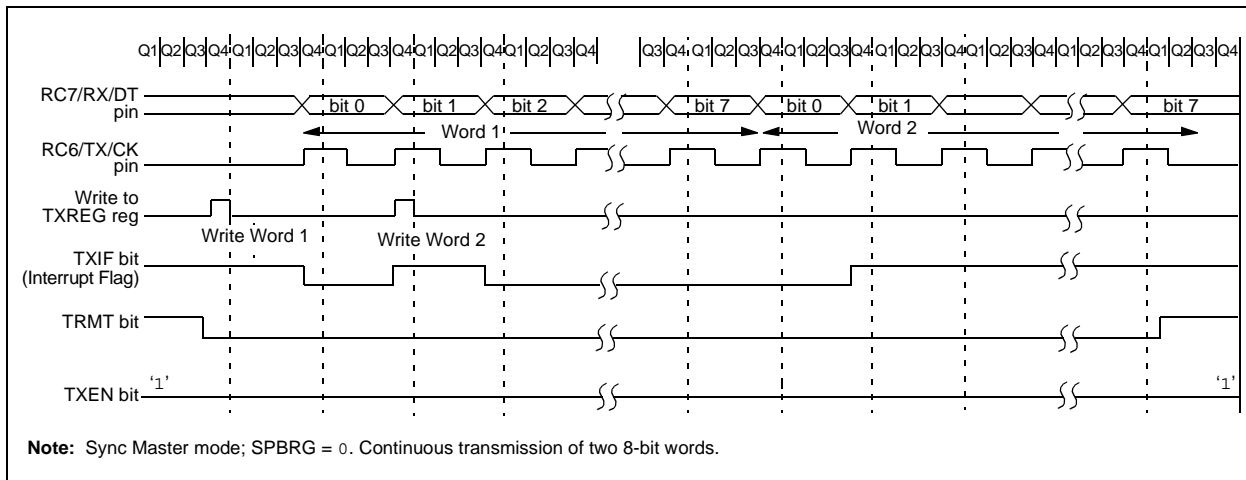 Q1 Q2 Q3 Q4 Q1 Q2 Q3 Q4 Q1 Q2 Q3 Q4 Q1 Q2 Q3 Q4 Q1 Q2 Q3 Q4 Q3 Q4 Q1 Q2 Q3 Q4 Q1 Q2 Q3 Q4 Q1 Q2 Q3 Q4 Q1 Q2 Q3 Q4 Q1 Q2 Q3 Q4 Q1 Q2 Q3 Q4
RC7/RX/DT
pin
bit 0 bit 1 bit 2 bit 7 bit 0 bit 1 bit 7
Word 1 Word 2
RC6/TX/CK
pin
Write to
TXREG reg
Write Word 1 Write Word 2
TXIF bit
(Interrupt Flag)
TRMT bit
TXEN bit ‘1’ ‘1’
Note: Sync Master mode; SPBRG = 0. Continuous transmission of two 8-bit words.